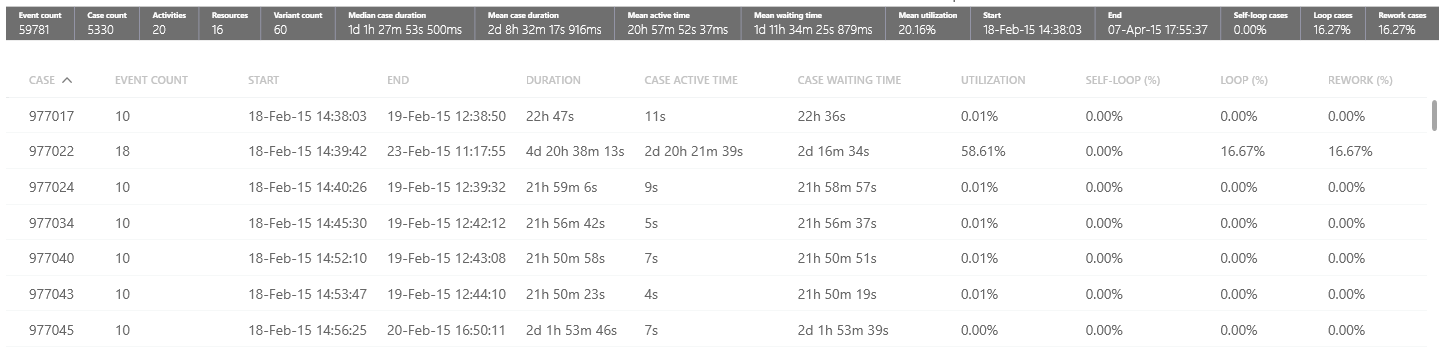 Event count Case count Activities Resources Variant count Median case duration Mean case duration Mean active time Mean waiting time Mean utilization Start End Self-loop cases Loop cases Rework cases
59781 5330 20 16 60 1d 1h 27m 53s 500ms 2d 8h 32m 17s 916ms 20h 57m 52s 37ms 1d 11h 34m 25s 879ms 20.16% 18-Feb-15 14:38:03 07-Apr-15 17:55:37 0.00% 16.27% 16.27%
CASE EVENT COUNT START END DURATION CASE ACTIVE TIME CASE WAITING TIME UTILIZATION SELF-LOOP (%) LOOP (%) REWORK (%)
977017 10 18-Feb-15 14:38:03 19-Feb-15 12:38:50 22h 47s 11s 22h 36s 0.01% 0.00% 0.00% 0.00%
977022 18 18-Feb-15 14:39:42 23-Feb-15 11:17:55 4d 20h 38m 13s 2d 20h 21m 39s 2d 16m 34s 58.61% 0.00% 16.67% 16.67%
977024 10 18-Feb-15 14:40:26 19-Feb-15 12:39:32 21h 59m 6s 9s 21h 58m 57s 0.01% 0.00% 0.00% 0.00%
977034 10 18-Feb-15 14:45:30 19-Feb-15 12:42:12 21h 56m 42s 5s 21h 56m 37s 0.01% 0.00% 0.00% 0.00%
977040 10 18-Feb-15 14:52:10 19-Feb-15 12:43:08 21h 50m 58s 7s 21h 50m 51s 0.01% 0.00% 0.00% 0.00%
977043 10 18-Feb-15 14:53:47 19-Feb-15 12:44:10 21h 50m 23s 4s 21h 50m 19s 0.01% 0.00% 0.00% 0.00%
977045 10 18-Feb-15 14:56:25 20-Feb-15 16:50:11 2d 1h 53m 46s 7s 2d 1h 53m 39s 0.00% 0.00% 0.00% 0.00%